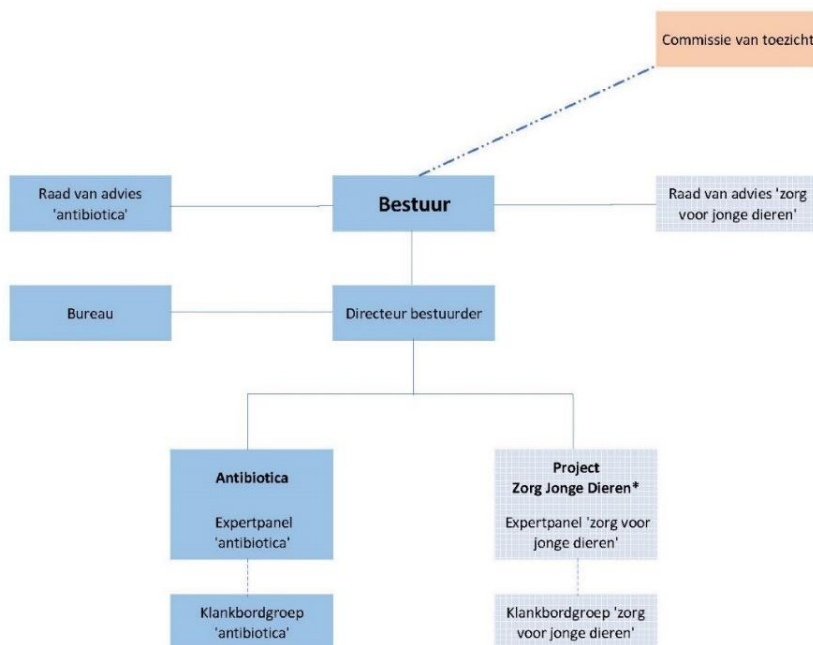 Commissie van toezicht
Raad van advies
'antibiotica'
Bestuur
Raad van advies 'zorg
voor jonge dieren'
Bureau
Directeur bestuurder
Antibiotica
Expertpanel
'antibiotica'
Project
Zorg Jonge Dieren*
Expertpanel 'zorg voor
jonge dieren'
Klankbordgroep
'antibiotica'
Klankbordgroep 'zorg
voor jonge dieren'